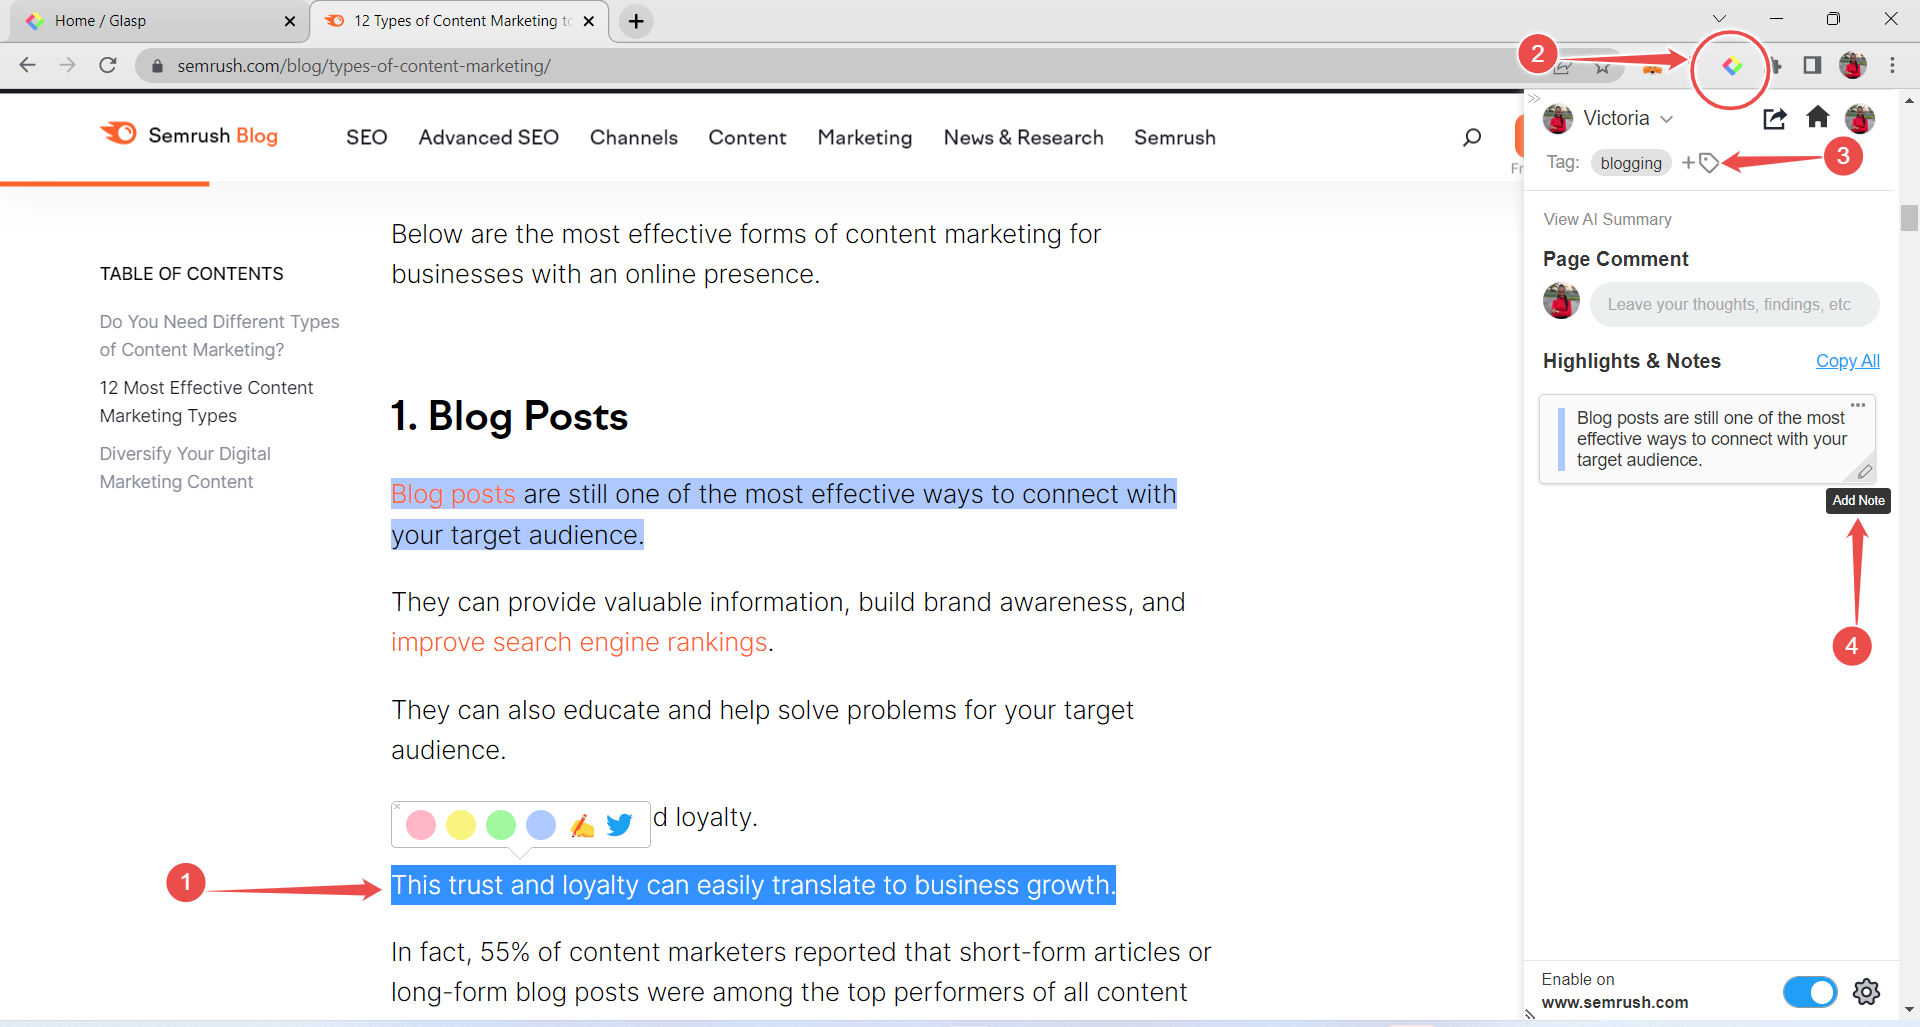 Home / Glasp
12 Types of Content Marketing to
semrush.com/blog/types-of-content-marketing/
2
Semrush Blog
SEO
Advanced SEO
Channels
Content
Marketing
News & Research
Semrush
Fr
Victoria
Tag:
blogging
3
View AI Summary
Page Comment
Leave your thoughts, findings, etc
Highlights & Notes
Copy All
Blog posts are still one of the most
effective ways to connect with your
target audience.
Add Note
4
TABLE OF CONTENTS
Do You Need Different Types
of Content Marketing?
12 Most Effective Content
Marketing Types
Diversify Your Digital
Marketing Content
Below are the most effective forms of content marketing for
businesses with an online presence.
1. Blog Posts
Blog posts are still one of the most effective ways to connect with
your target audience.
They can provide valuable information, build brand awareness, and
improve search engine rankings.
They can also educate and help solve problems for your target
audience.
d loyalty.
1
This trust and loyalty can easily translate to business growth.
In fact, 55% of content marketers reported that short-form articles or
long-form blog posts were among the top performers of all content
Enable on
www.semrush.com